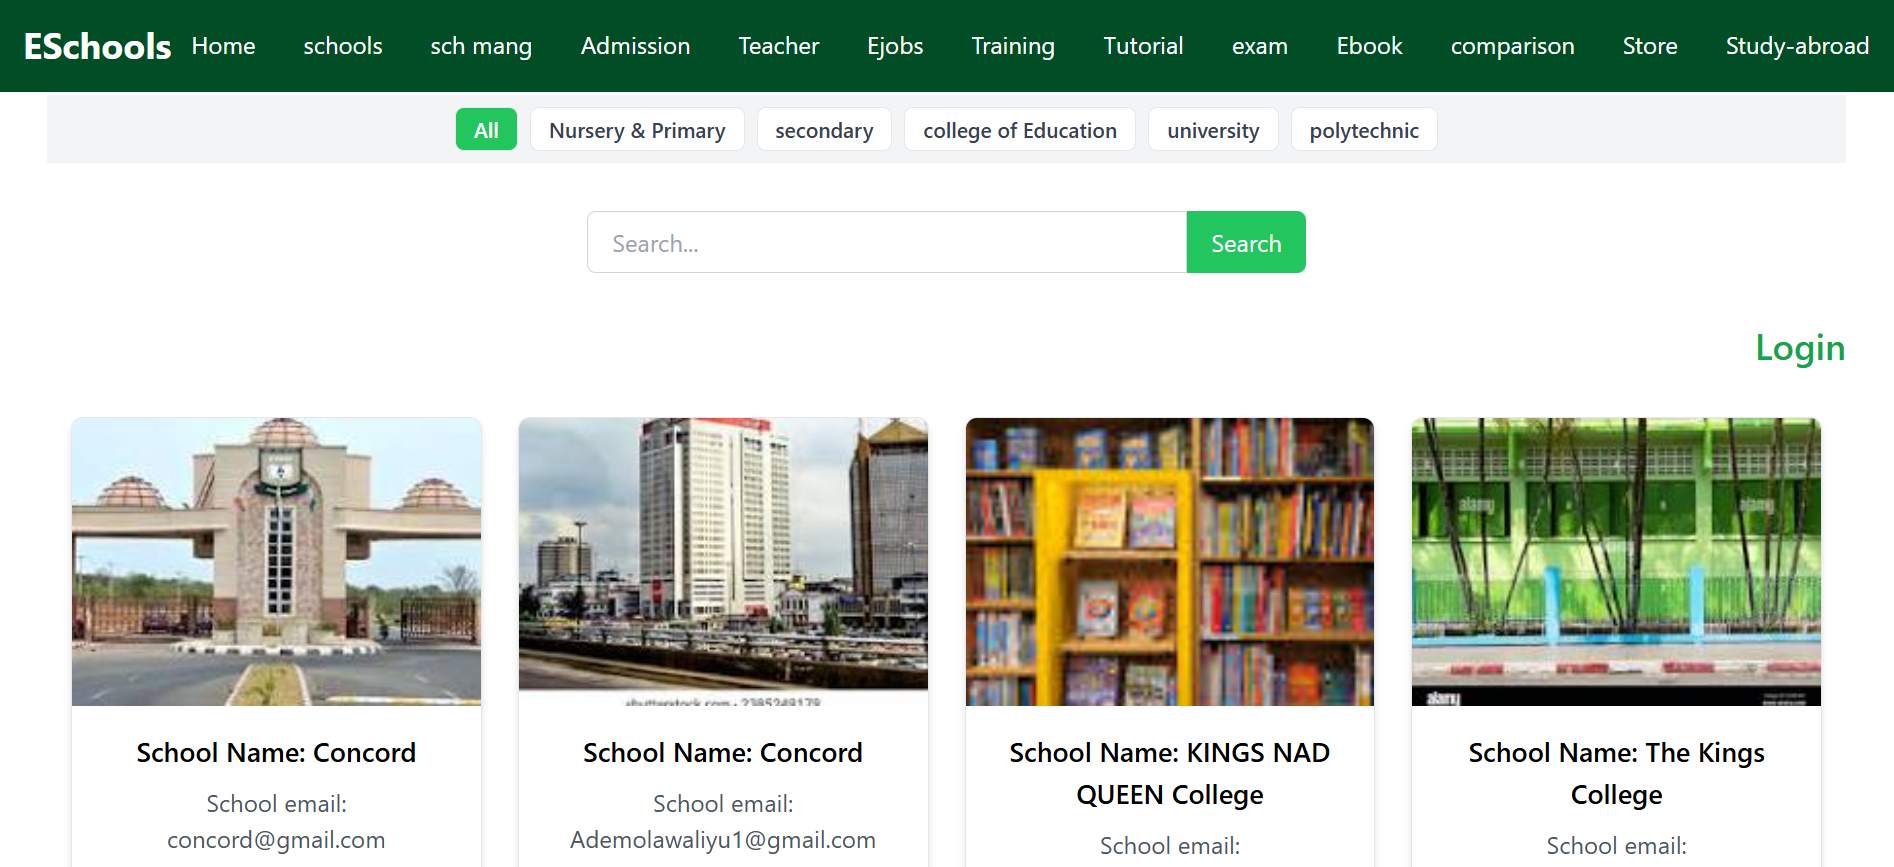 ESchools Home schools sch mang Admission Teacher Ejobs Training Tutorial exam Ebook comparison Store Study-abroad
All Nursery & Primary secondary college of Education university polytechnic
Search... Search
Login
alamy alamy
shutterstock.com · 2385249179
alamy
School Name: Concord
School email:
concord@gmail.com
School Name: Concord
School email:
Ademolawaliyu1@gmail.com
School Name: KINGS NAD
QUEEN College
School email:
School Name: The Kings
College
School email: